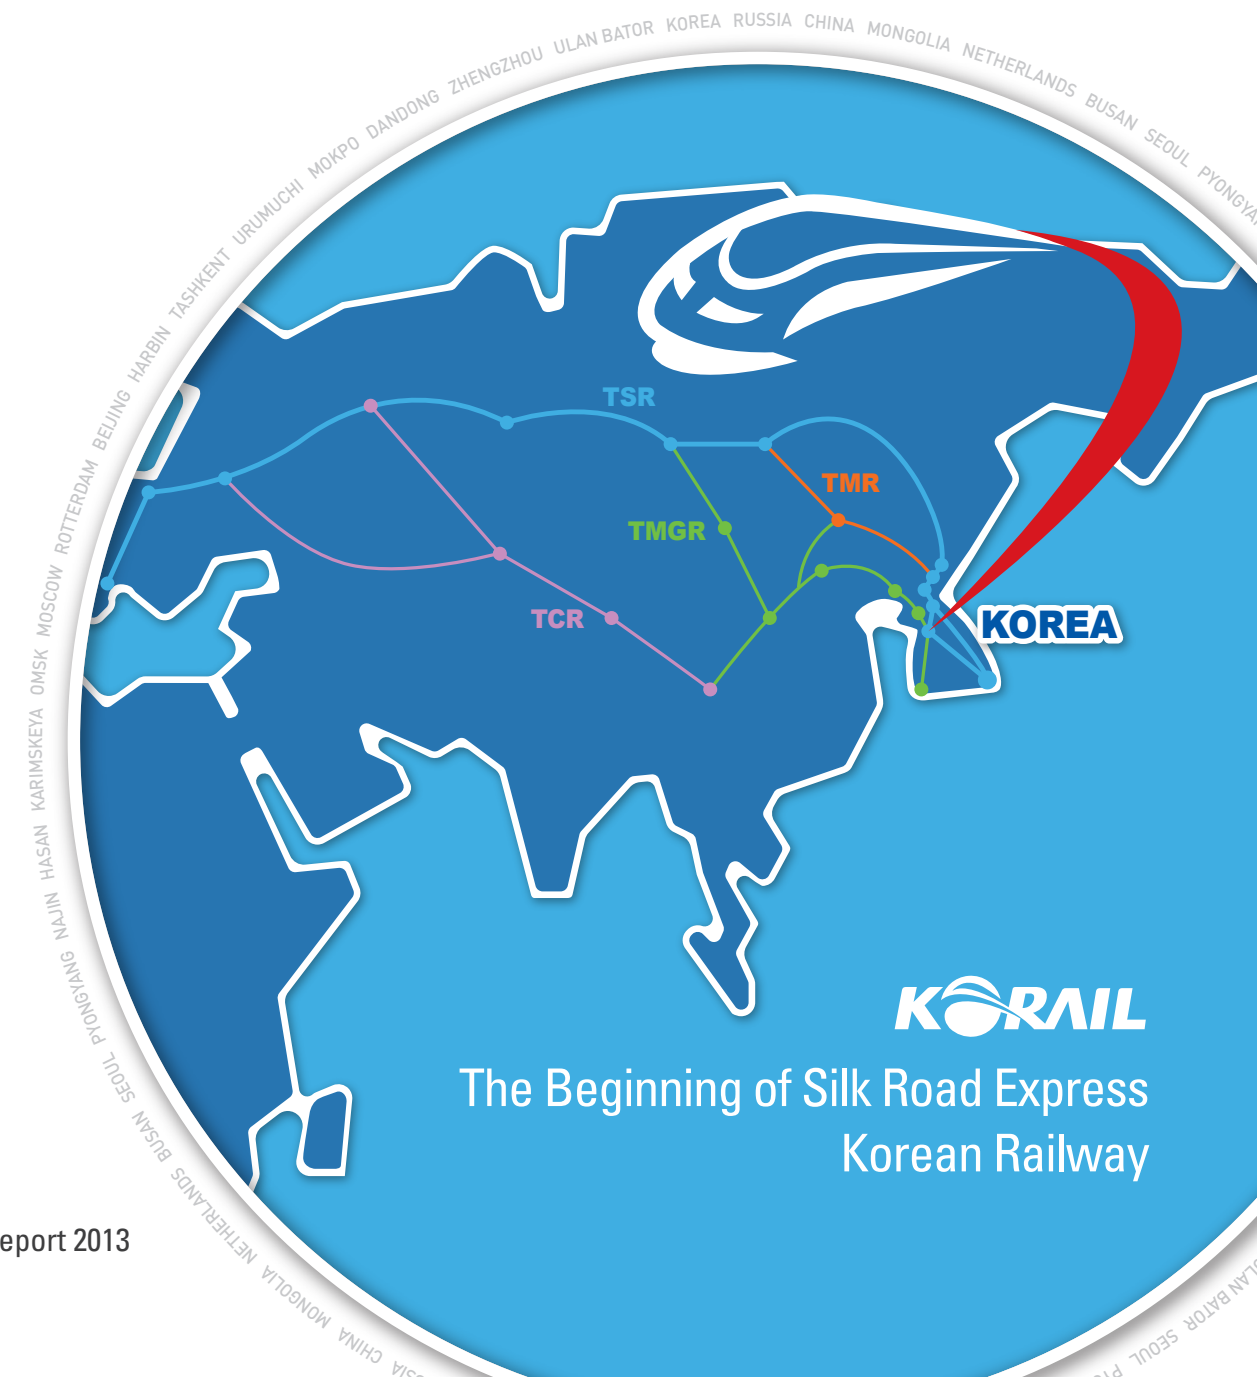 ULAN BATOR KOREA RUSSIA CHINA MONGOLIA NETHERLANDS BUSAN SEOUL
MOSCOW ROTTERDAM BEIJING HARBIN TASHKENT URUMUCHI MOKPO DANDONG ZHENGZHOU
TSR
TMR
TMGR
TCR
KOREA
KORAIL
The Beginning of Silk Road Express
Korean Railway
CHINA MONGOLIA NETHERLANDS BUSAN SEOUL PYONGYANG NAJIN HASAN KARIMSKEYA OMSK
2013
BATOR SEOUL